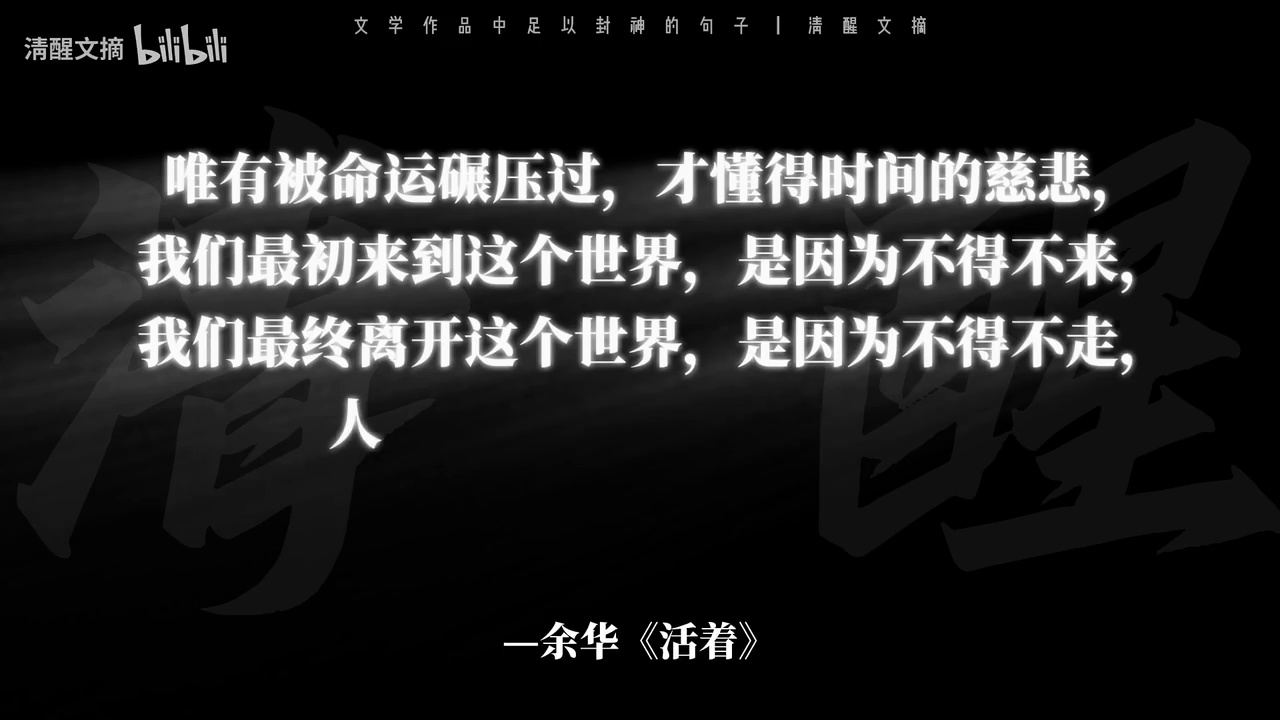 文学作品中足以封神的句子 | 清醒文摘
清醒文摘 bilibili
清醒
唯有被命运碾压过，才懂得时间的慈悲，
我们最初来到这个世界，是因为不得不来，
我们最终离开这个世界，是因为不得不走，
人
—余华《活着》